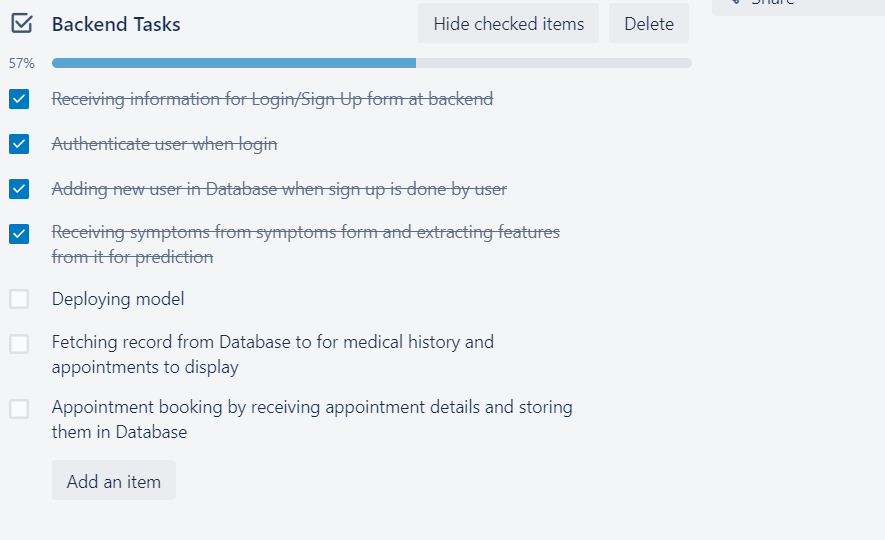 Share
Backend Tasks
Hide checked items
Delete
57%
Receiving information for Login/Sign Up form at backend
Authenticate user when login
Adding new user in Database when sign up is done by user
Receiving symptoms from symptoms form and extracting features
from it for prediction
Deploying model
Fetching record from Database to for medical history and
appointments to display
Appointment booking by receiving appointment details and storing
them in Database
Add an item